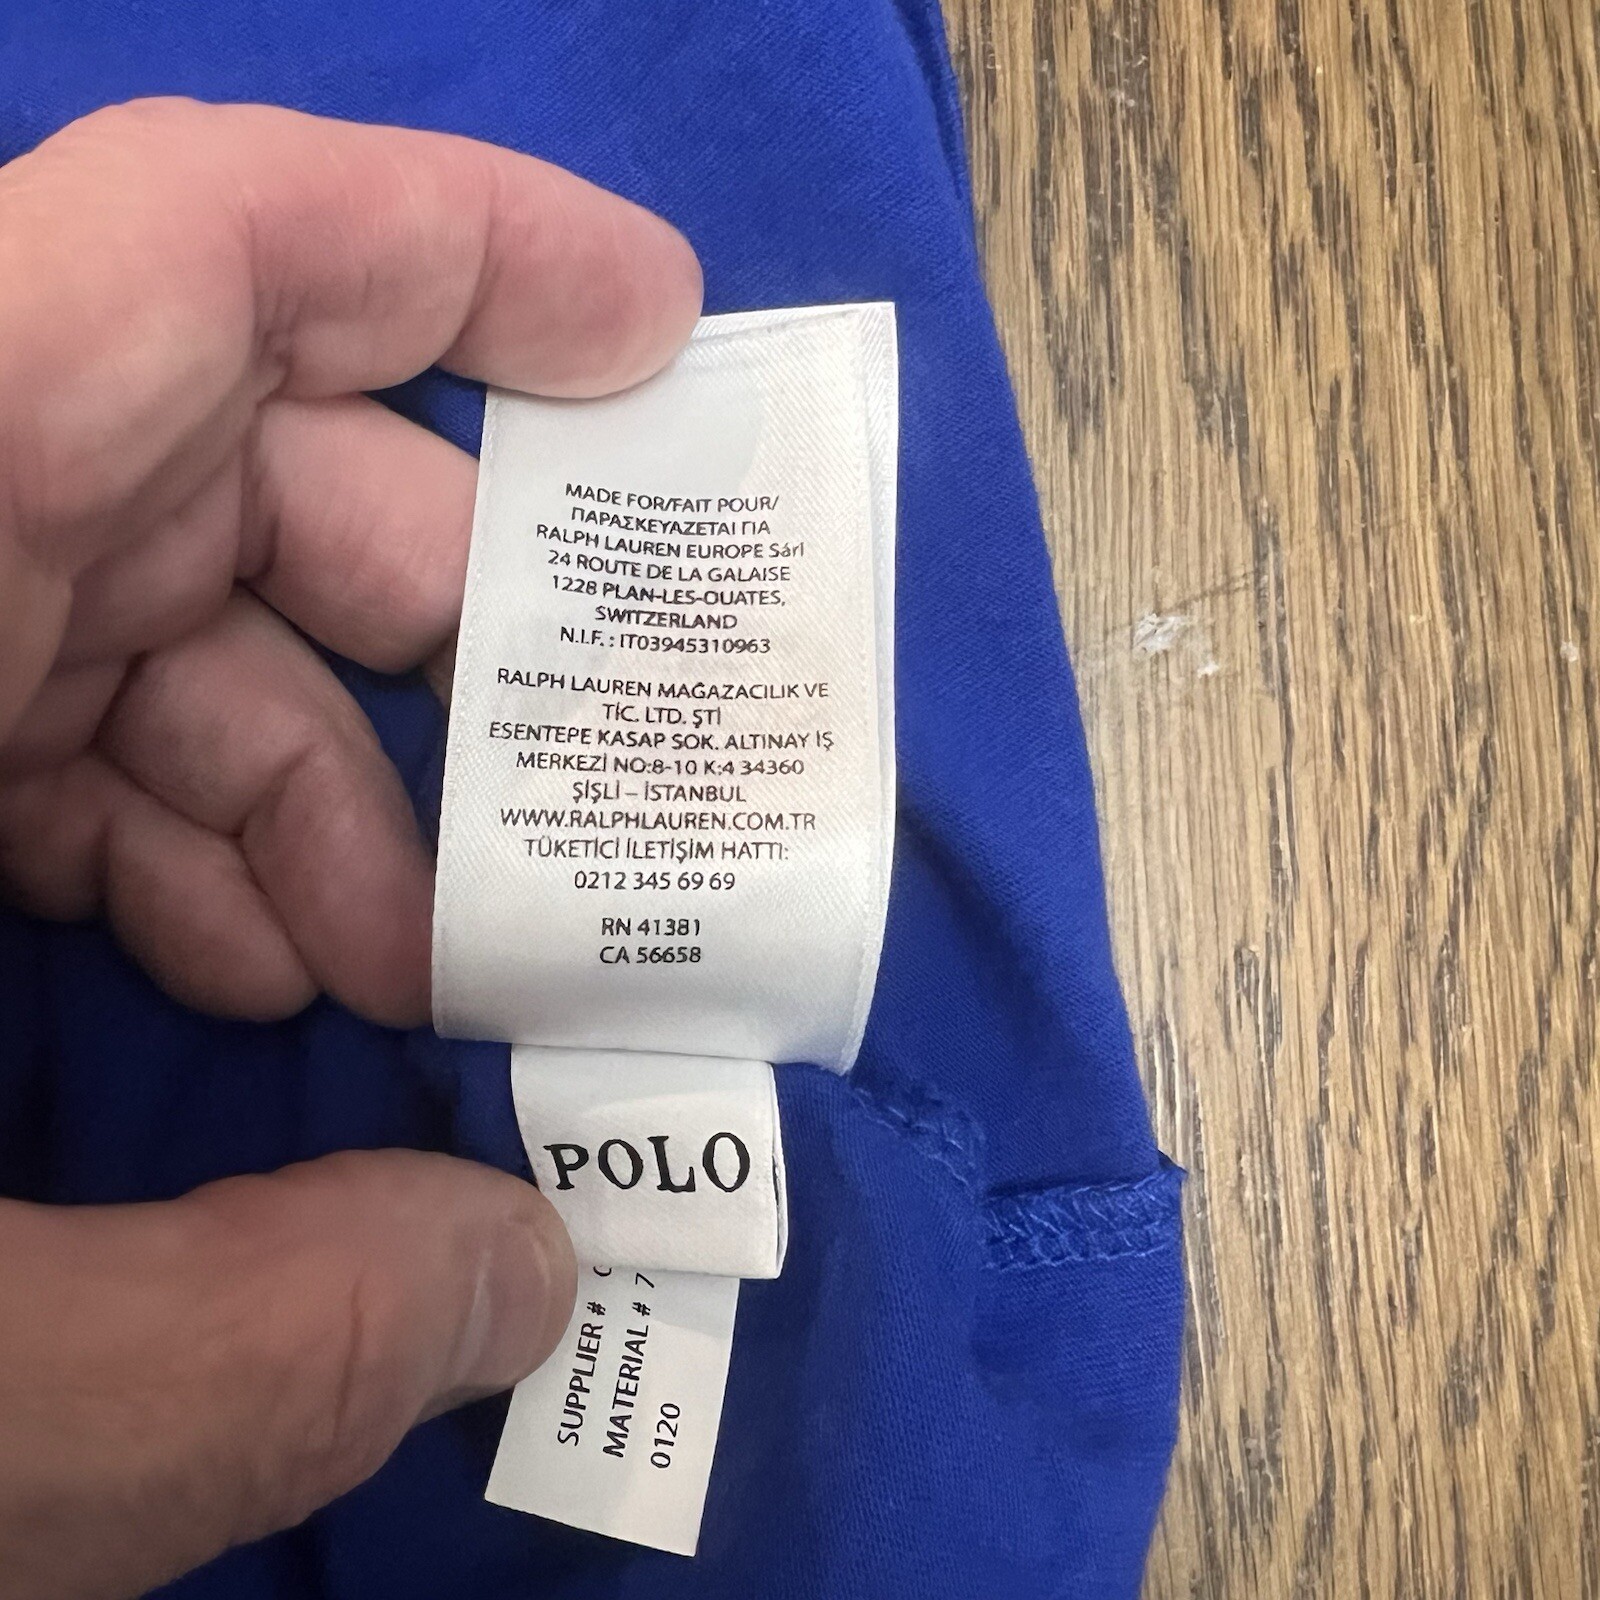 MADE FOR/FAIT POUR/
ΠΑΡΑΣΚΕΥΑΖΕΤΑΙ ΓΙΑ
RALPH LAUREN EUROPE Sárl
24 ROUTE DE LA GALAISE
1228 PLAN-LES-OUATES,
SWITZERLAND
N.I.F. : IT03945310963
RALPH LAUREN MAĞAZACILIK VE
TİC. LTD. ŞTİ
ESENTEPE KASAP SOK. ALTINAY İŞ
MERKEZİ NO:8-10 K:4 34360
ŞİŞLİ – İSTANBUL
WWW.RALPHLAUREN.COM.TR
TÜKETİCİ İLETİŞİM HATTI:
0212 345 69 69
RN 41381
CA 56658
POLO
SUPPLIER #
MATERIAL # 7
0120